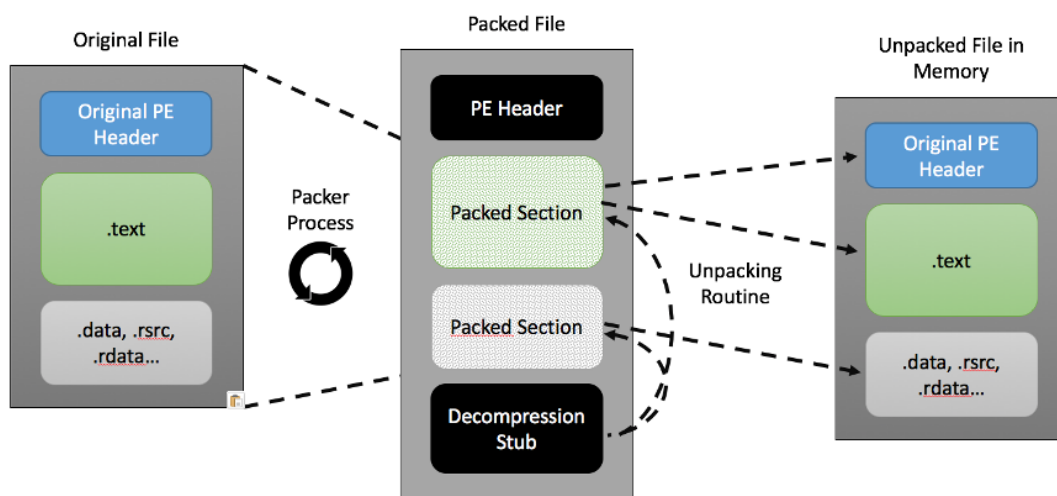 Original File
Original PE
Header
.text
.data, .rsrc,
.rdata...
Packer
Process
Packed File
PE Header
Packed Section
Packed Section
Decompression
Stub
Unpacking
Routine
Unpacked File in
Memory
Original PE
Header
.text
.data, .rsrc,
.rdata...